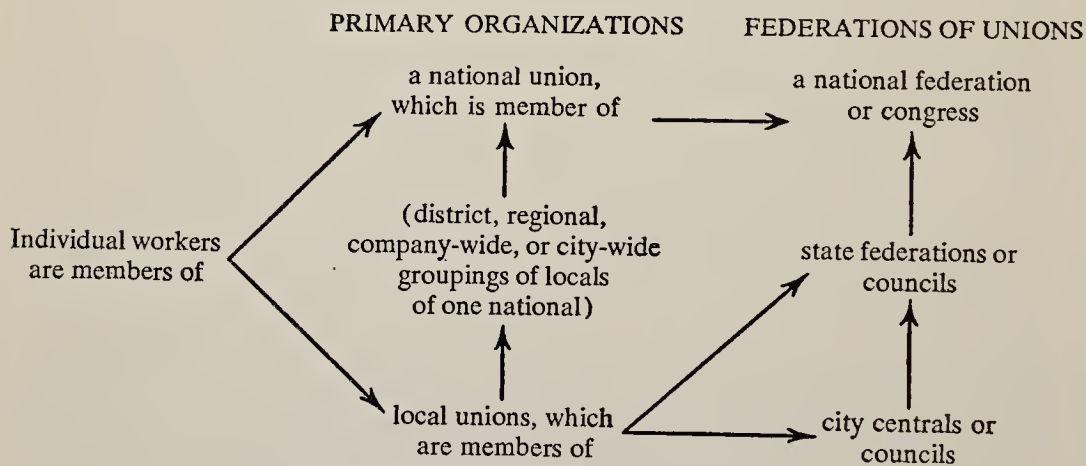 PRIMARY ORGANIZATIONS
FEDERATIONS OF UNIONS
a national union,
which is member of
a national federation
or congress
Individual workers
are members of
(district, regional,
company-wide, or city-wide
groupings of locals
of one national)
state federations or
councils
local unions, which
are members of
city centrals or
councils